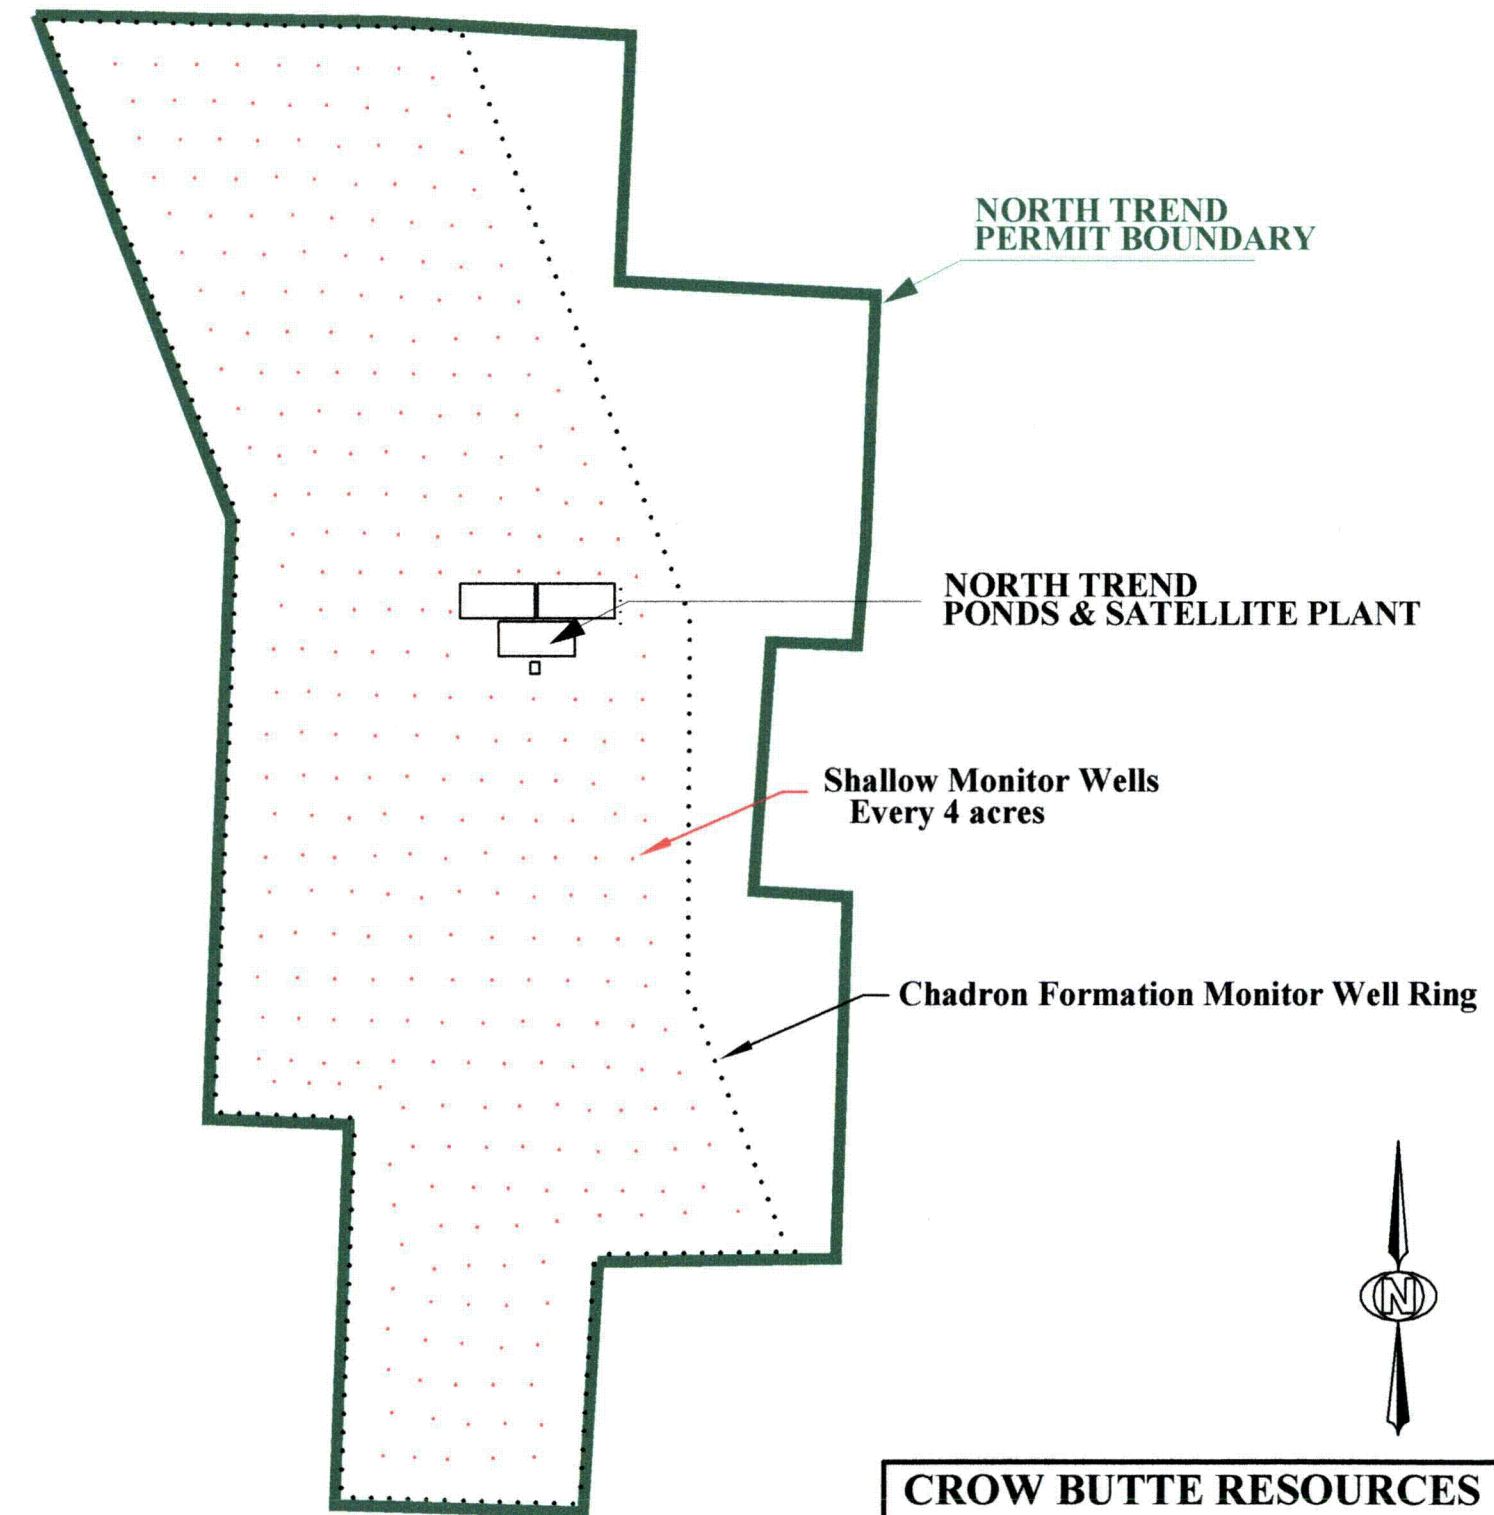 NORTH TREND
PERMIT BOUNDARY
NORTH TREND
PONDS & SATELLITE PLANT
Shallow Monitor Wells
Every 4 acres
Chadron Formation Monitor Well Ring
N
CROW BUTTE RESOURCES